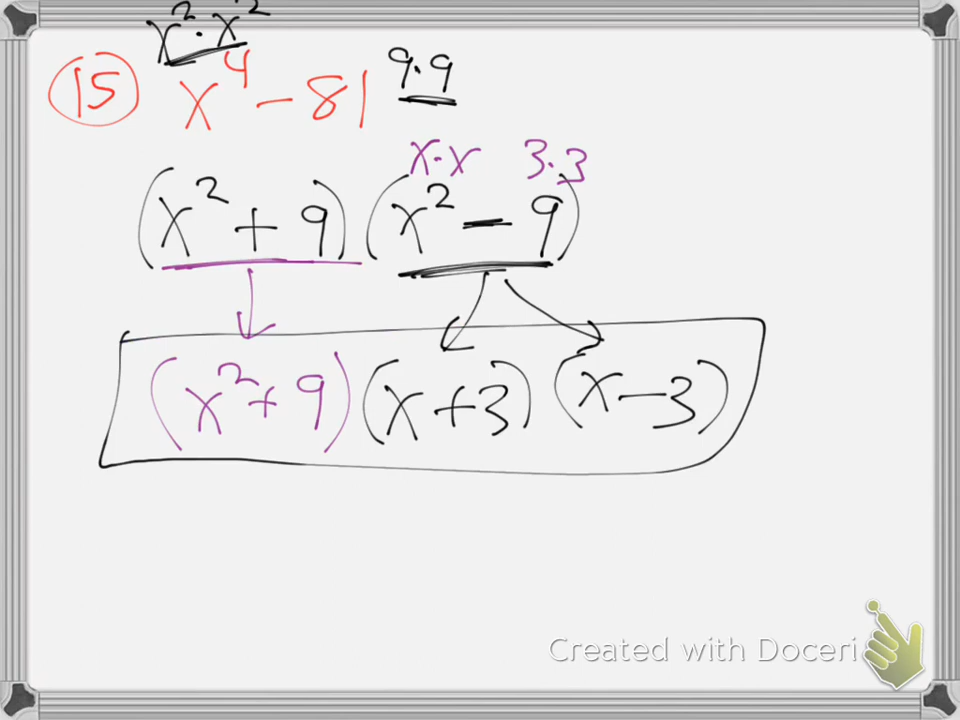 x² · x²
15 x⁴ - 81 9·9
x·x 3·3
(x² + 9) (x² - 9)
(x² + 9) (x + 3) (x - 3)
Created with Doceri